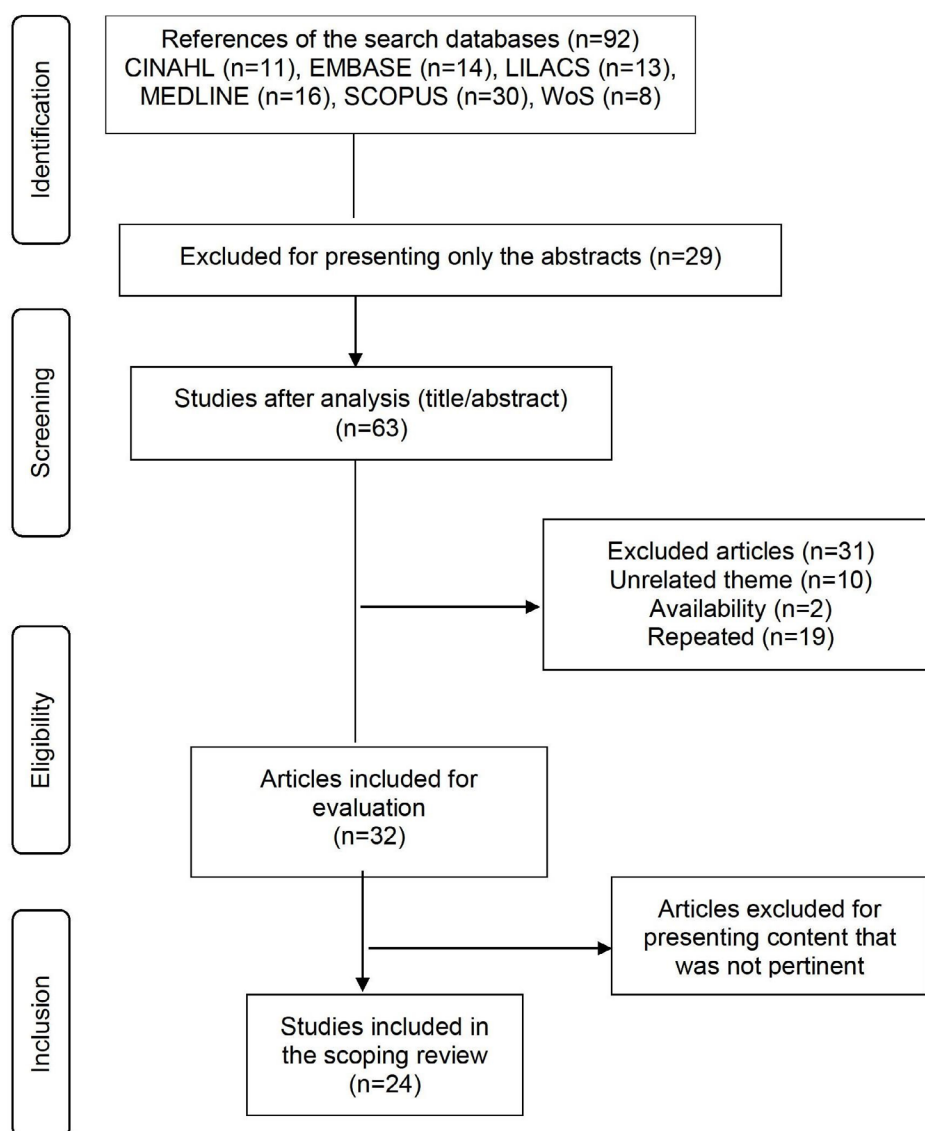 Identification
References of the search databases (n=92)
CINAHL (n=11), EMBASE (n=14), LILACS (n=13),
MEDLINE (n=16), SCOPUS (n=30), WoS (n=8)
Excluded for presenting only the abstracts (n=29)
Screening
Studies after analysis (title/abstract)
(n=63)
Excluded articles (n=31)
Unrelated theme (n=10)
Availability (n=2)
Repeated (n=19)
Eligibility
Articles included for
evaluation
(n=32)
Articles excluded for
presenting content that
was not pertinent
Inclusion
Studies included in
the scoping review
(n=24)